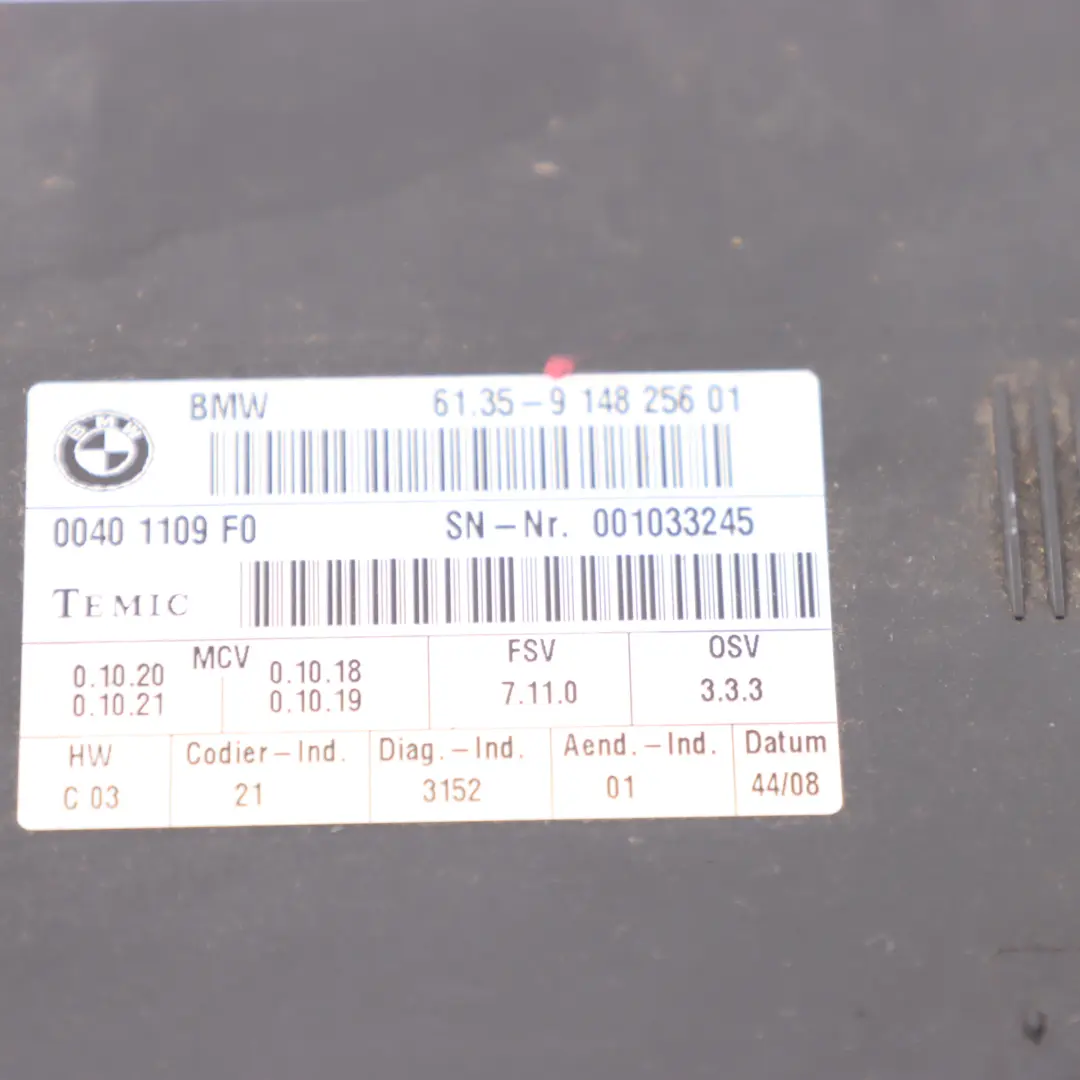 BMW 61.35-9 148 256 01
BMW
0040 1109 F0 SN-Nr. 001033245
TEMIC
MCV FSV OSV
0.10.20 0.10.18
0.10.21 0.10.19
7.11.0 3.3.3
HW Codier-Ind. Diag.-Ind. Aend.-Ind. Datum
C 03 21 3152 01 44/08